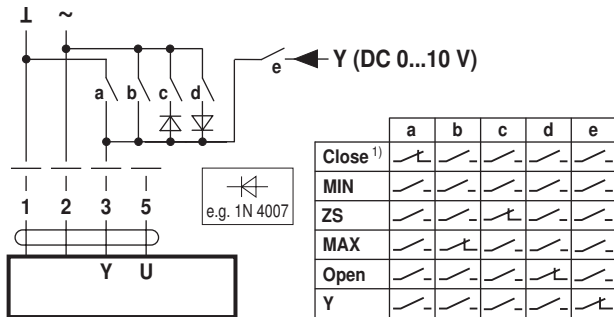 ⊥ ~
e Y (DC 0...10 V)
a b c d
1 2 3 5
e.g. 1N 4007
Y U
a b c d e
Close 1)
MIN
ZS
MAX
Open
Y